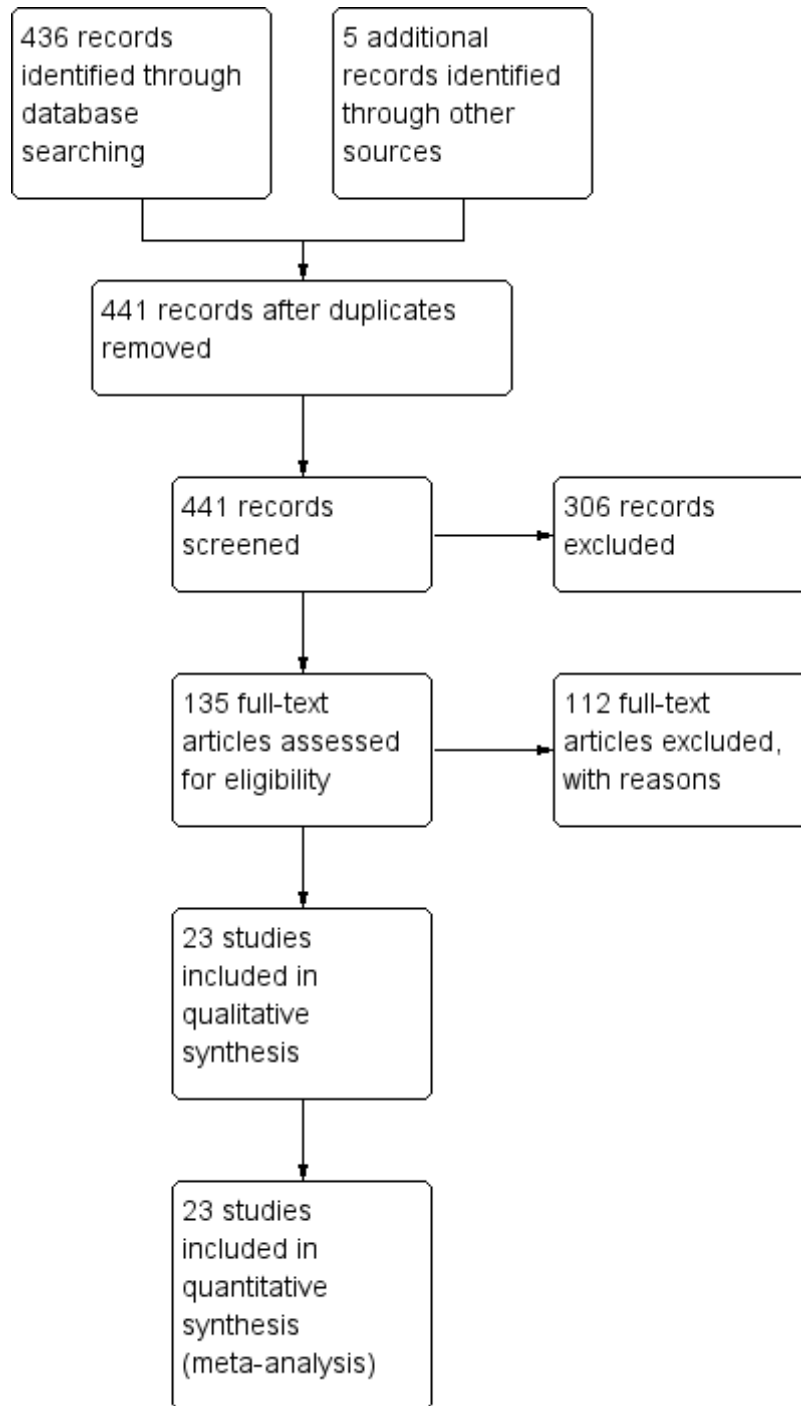 436 records
identified through
database
searching
5 additional
records identified
through other
sources
441 records after duplicates
removed
441 records
screened
306 records
excluded
135 full-text
articles assessed
for eligibility
112 full-text
articles excluded,
with reasons
23 studies
included in
qualitative
synthesis
23 studies
included in
quantitative
synthesis
(meta-analysis)